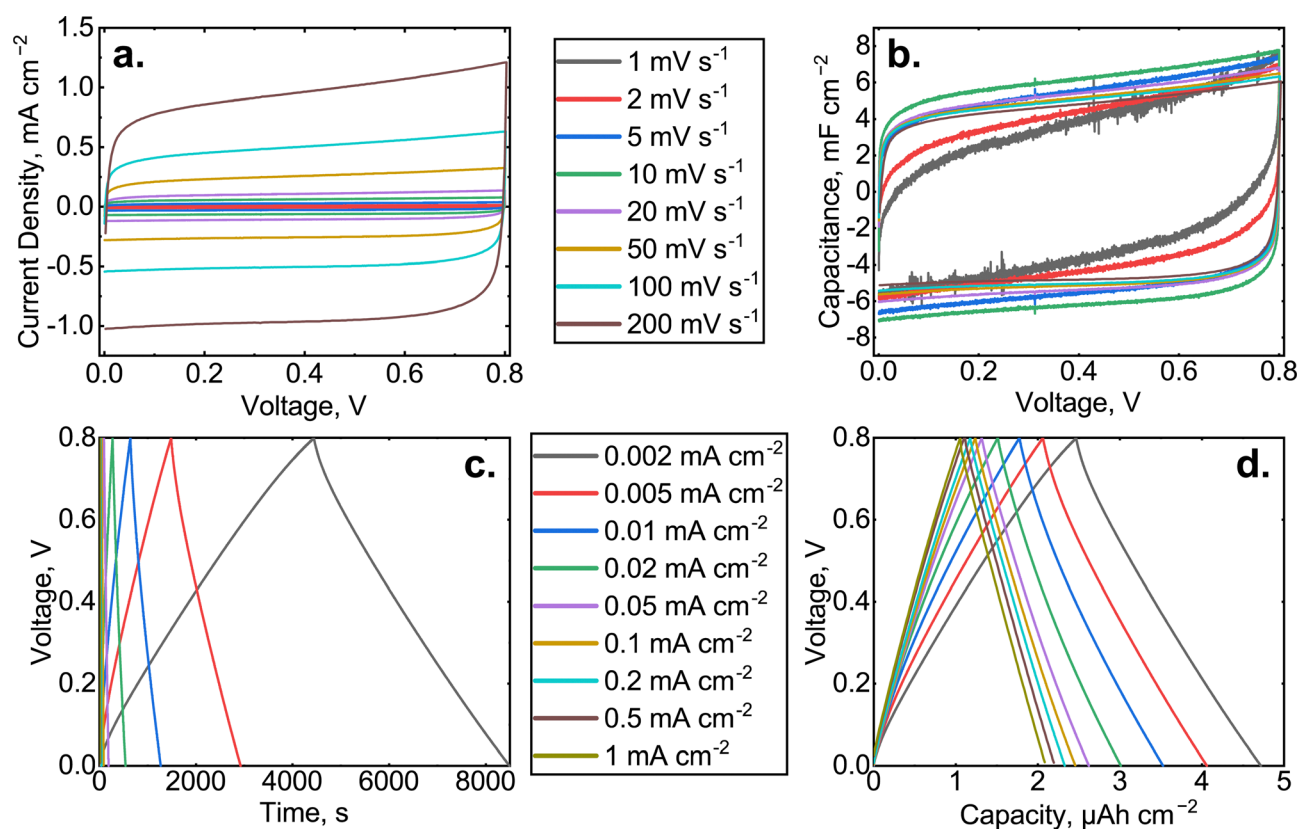 a.
Current Density, mA cm⁻²
1.5
1.0
0.5
0.0
-0.5
-1.0
0.0 0.2 0.4 0.6 0.8
Voltage, V
1 mV s⁻¹
2 mV s⁻¹
5 mV s⁻¹
10 mV s⁻¹
20 mV s⁻¹
50 mV s⁻¹
100 mV s⁻¹
200 mV s⁻¹
b.
Capacitance, mF cm⁻²
8
6
4
2
0
-2
-4
-6
-8
0.0 0.2 0.4 0.6 0.8
Voltage, V
c.
Voltage, V
0.8
0.6
0.4
0.2
0.0
0 2000 4000 6000 8000
Time, s
0.002 mA cm⁻²
0.005 mA cm⁻²
0.01 mA cm⁻²
0.02 mA cm⁻²
0.05 mA cm⁻²
0.1 mA cm⁻²
0.2 mA cm⁻²
0.5 mA cm⁻²
1 mA cm⁻²
d.
Voltage, V
0.8
0.6
0.4
0.2
0.0
0 1 2 3 4 5
Capacity, µAh cm⁻²